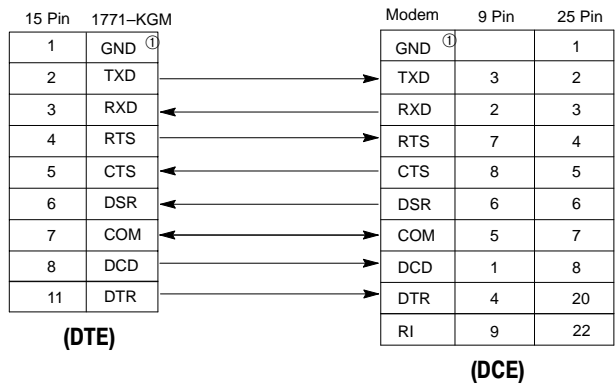 15 Pin 1771–KGM
1 GND ①
2 TXD
3 RXD
4 RTS
5 CTS
6 DSR
7 COM
8 DCD
11 DTR
(DTE)
Modem 9 Pin 25 Pin
GND ① 1
TXD 3 2
RXD 2 3
RTS 7 4
CTS 8 5
DSR 6 6
COM 5 7
DCD 1 8
DTR 4 20
RI 9 22
(DCE)